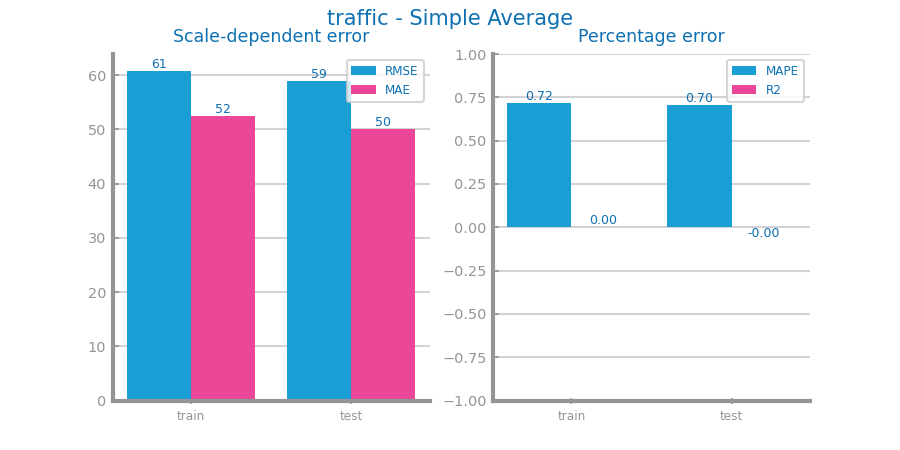 traffic - Simple Average
Scale-dependent error
60
50
40
30
20
10
0
61
52
59
50
RMSE
MAE
train
test
Percentage error
1.00
0.75
0.50
0.25
0.00
−0.25
−0.50
−0.75
−1.00
0.72
0.00
0.70
-0.00
MAPE
R2
train
test